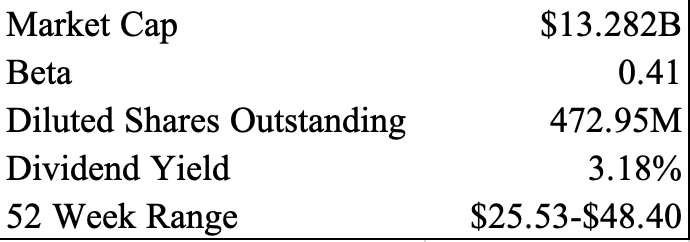 Market Cap $13.282B
Beta 0.41
Diluted Shares Outstanding 472.95M
Dividend Yield 3.18%
52 Week Range $25.53-$48.40